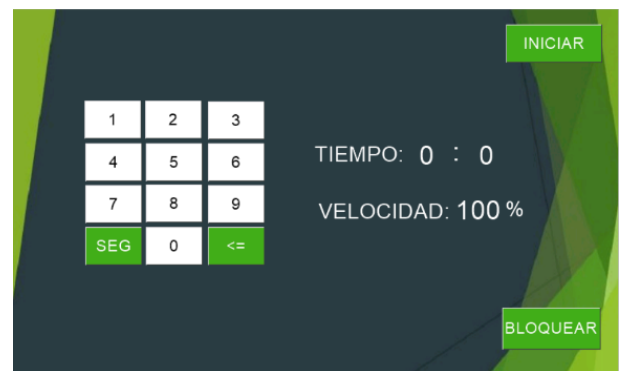 INICIAR
1 2 3
4 5 6
7 8 9
SEG 0 <=
TIEMPO: 0 : 0
VELOCIDAD: 100 %
BLOQUEAR